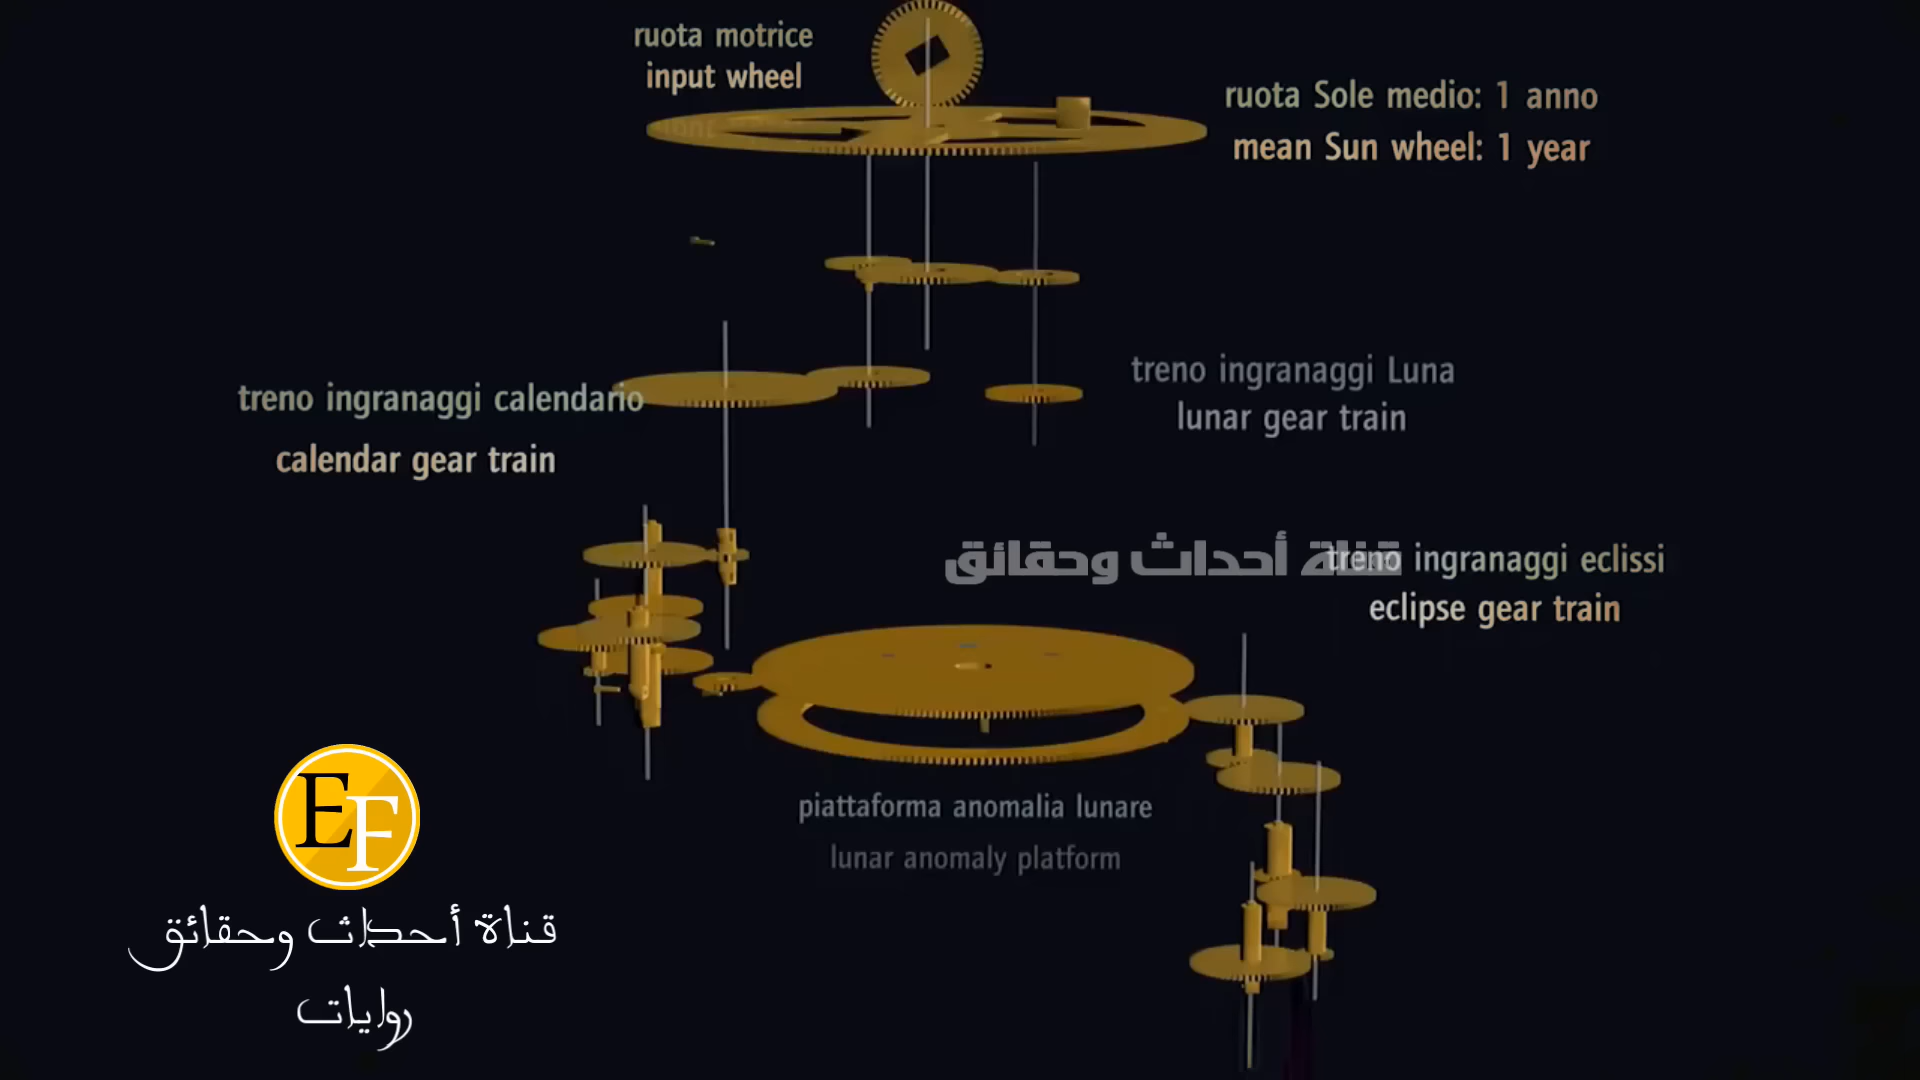 ruota motrice
input wheel
ruota Sole medio: 1 anno
mean Sun wheel: 1 year
treno ingranaggi Luna
lunar gear train
treno ingranaggi calendario
calendar gear train
قناة أحداث وحقائق
treno ingranaggi eclissi
eclipse gear train
piattaforma anomalia lunare
lunar anomaly platform
EF
قناة أحداث وحقائق
روايات